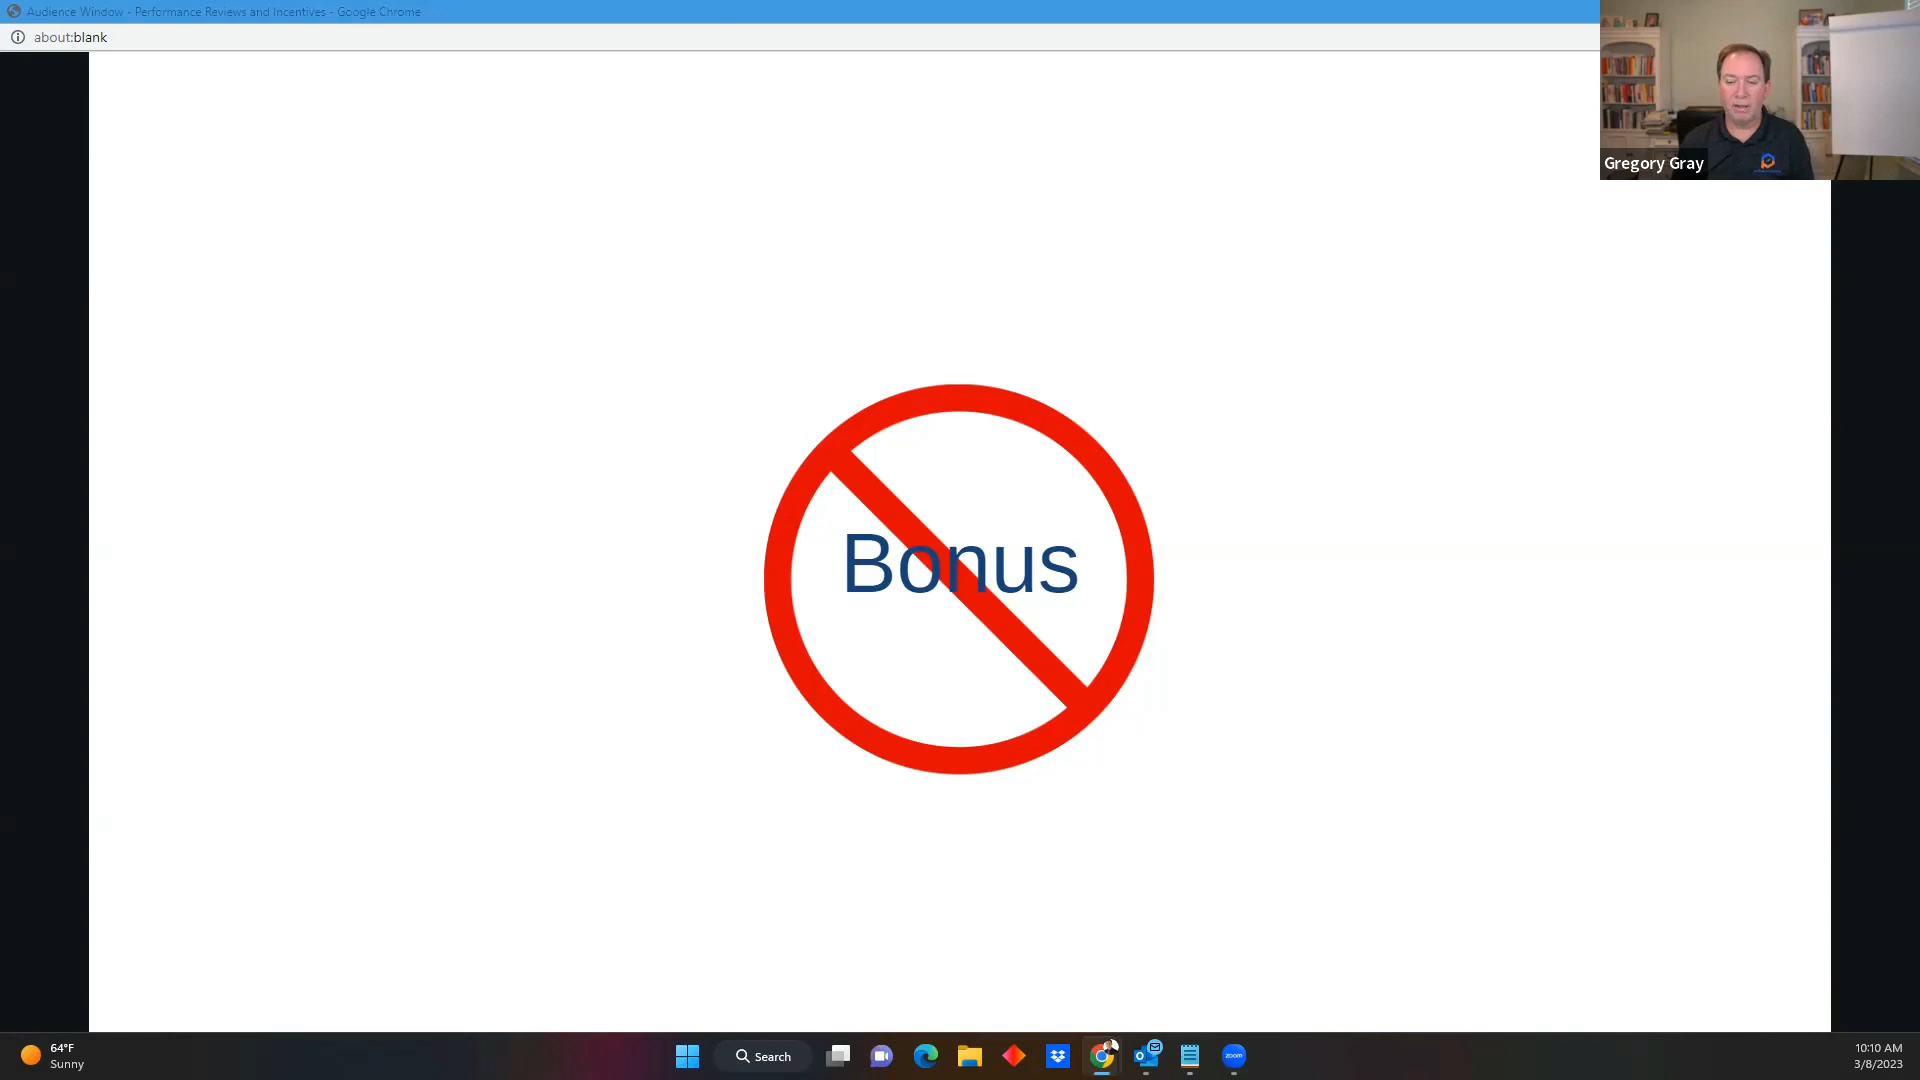 Audience Window - Performance Reviews and Incentives - Google Chrome
about:blank
Gregory Gray
Bonus
64°F
Sunny
Search
zoom
10:10 AM
3/8/2023